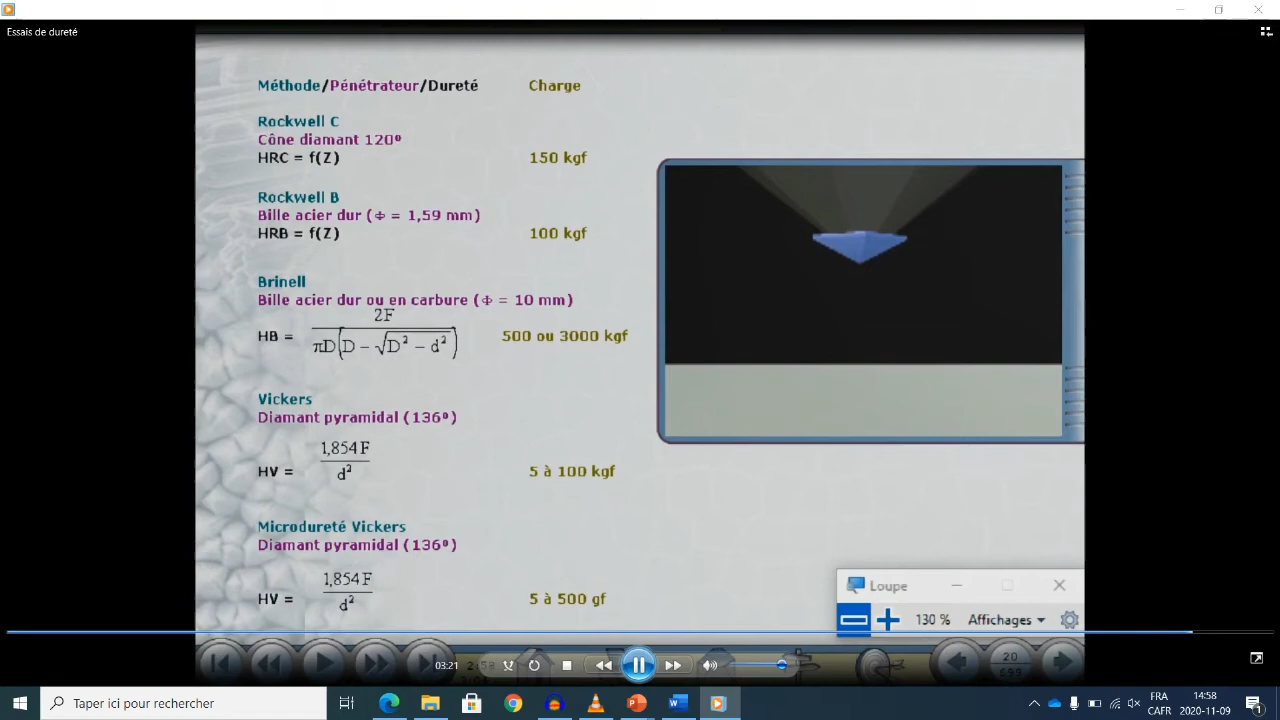 Essais de dureté
Méthode/Pénétrateur/Dureté Charge
Rockwell C
Cône diamant 120º
HRC = f(Z) 150 kgf
Rockwell B
Bille acier dur (Φ = 1,59 mm)
HRB = f(Z) 100 kgf
Brinell
Bille acier dur ou en carbure (Φ = 10 mm)
2F
HB = 500 ou 3000 kgf
πD(D − √D² − d²)
Vickers
Diamant pyramidal (136º)
1,854F
HV = 5 à 100 kgf
d²
Microdureté Vickers
Diamant pyramidal (136º)
1,854F
HV = 5 à 500 gf
d²
Loupe
130 % Affichages
03:21
20
Taper ici pour rechercher
FRA 14:58
CAFR 2020-11-09
1